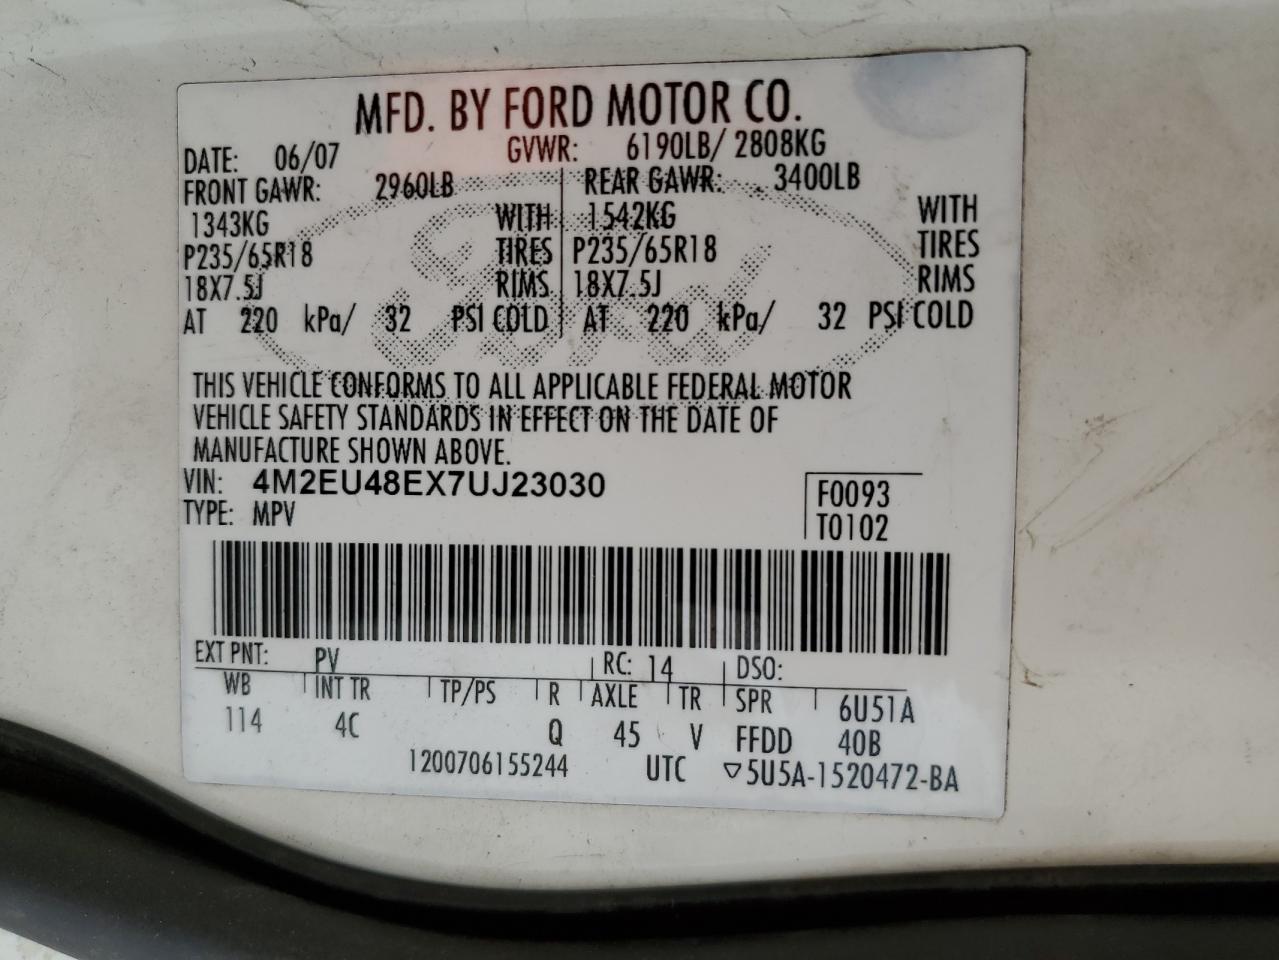 MFD. BY FORD MOTOR CO.
DATE: 06/07 GVWR: 6190LB/ 2808KG
FRONT GAWR: 2960LB REAR GAWR: 3400LB
1343KG WITH 1542KG WITH
P235/65R18 TIRES P235/65R18 TIRES
18X7.5J RIMS 18X7.5J RIMS
AT 220 kPa/ 32 PSI COLD AT 220 kPa/ 32 PSI COLD
Ford
THIS VEHICLE CONFORMS TO ALL APPLICABLE FEDERAL MOTOR
VEHICLE SAFETY STANDARDS IN EFFECT ON THE DATE OF
MANUFACTURE SHOWN ABOVE.
VIN: 4M2EU48EX7UJ23030 F0093
TYPE: MPV T0102
EXT PNT: PV RC: 14 DSO:
WB INT TR TP/PS R AXLE TR SPR 6U51A
114 4C Q 45 V FFDD 40B
1200706155244 UTC ▽5U5A-1520472-BA